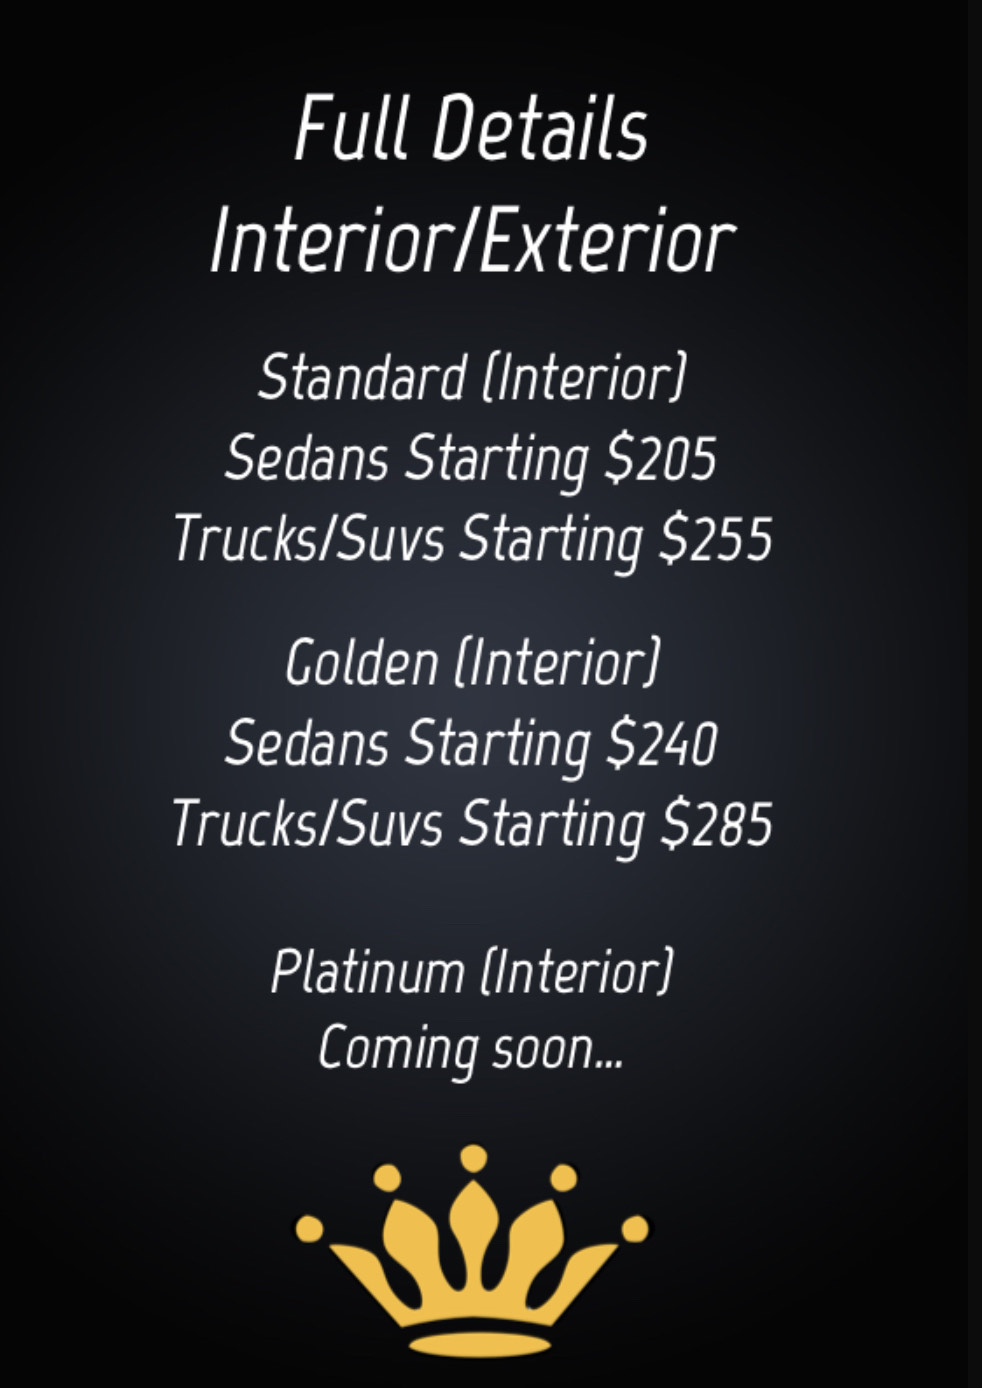 Full Details
Interior/Exterior
Standard (Interior)
Sedans Starting $205
Trucks/Suvs Starting $255
Golden (Interior)
Sedans Starting $240
Trucks/Suvs Starting $285
Platinum (Interior)
Coming soon...